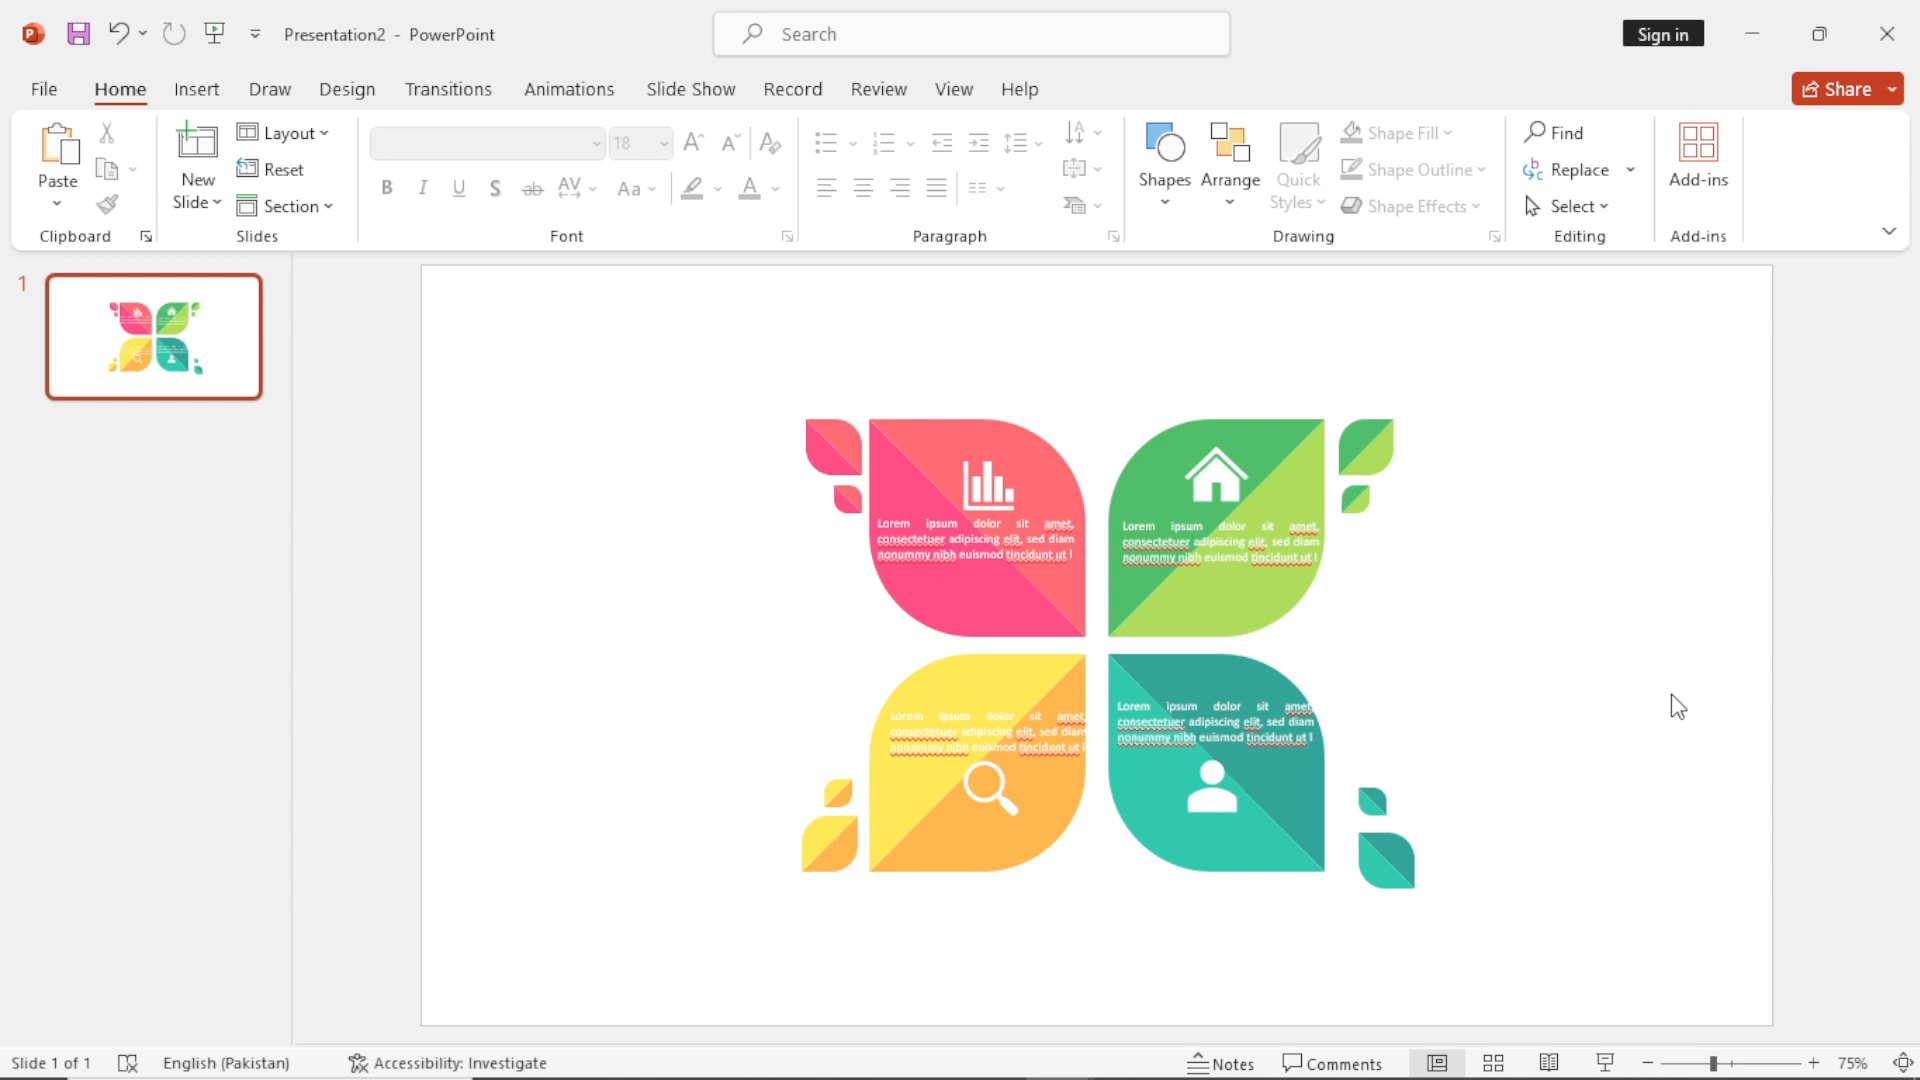 Presentation2 - PowerPoint
Search
Sign in
File Home Insert Draw Design Transitions Animations Slide Show Record Review View Help
Share
Paste
Clipboard
New Slide
Layout
Reset
Section
Slides
18
B I U S ab AV Aa A
Font
Paragraph
Shapes
Arrange
Quick Styles
Shape Fill
Shape Outline
Shape Effects
Drawing
Find
Replace
Select
Editing
Add-ins
Add-ins
1
Lorem ipsum dolor sit amet,
consectetuer adipiscing elit, sed diam
nonummy nibh euismod tincidunt ut l
Lorem ipsum dolor sit amet,
consectetuer adipiscing elit, sed diam
nonummy nibh euismod tincidunt ut l
Lorem ipsum dolor sit amet,
consectetuer adipiscing elit, sed diam
nonummy nibh euismod tincidunt ut l
Lorem ipsum dolor sit amet,
consectetuer adipiscing elit, sed diam
nonummy nibh euismod tincidunt ut l
Slide 1 of 1 English (Pakistan) Accessibility: Investigate Notes Comments 75%